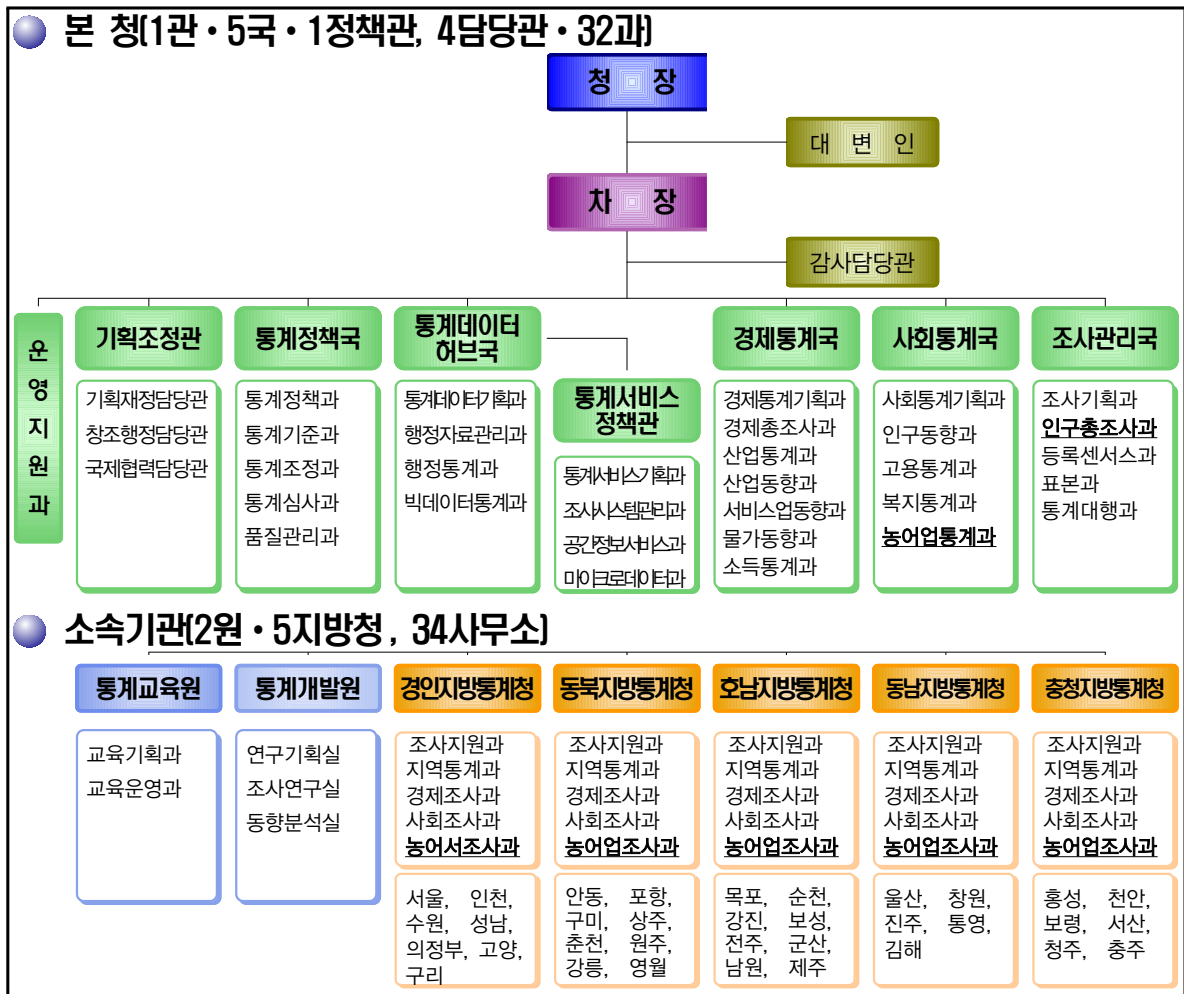 본 청(1관·5국·1정책관, 4담당관·32과)
청 장
대 변 인
차 장
감사담당관
운영지원과
기획조정관
기획재정담당관
창조행정담당관
국제협력담당관
통계정책국
통계정책과
통계기준과
통계조정과
통계심사과
품질관리과
통계데이터
허브국
통계데이터기획과
행정자료관리과
행정통계과
빅데이터통계과
통계서비스
정책관
통계서비스기획과
조사시스템관리과
공간정보서비스과
마이크로데이터과
경제통계국
경제통계기획과
경제총조사과
산업통계과
산업동향과
서비스업동향과
물가동향과
소득통계과
사회통계국
사회통계기획과
인구동향과
고용통계과
복지통계과
농어업통계과
조사관리국
조사기획과
인구총조사과
등록센서스과
표본과
통계대행과
소속기관(2원·5지방청, 34사무소)
통계교육원
교육기획과
교육운영과
통계개발원
연구기획실
조사연구실
동향분석실
경인지방통계청
조사지원과
지역통계과
경제조사과
사회조사과
농어서조사과
서울, 인천,
수원, 성남,
의정부, 고양,
구리
동북지방통계청
조사지원과
지역통계과
경제조사과
사회조사과
농어업조사과
안동, 포항,
구미, 상주,
춘천, 원주,
강릉, 영월
호남지방통계청
조사지원과
지역통계과
경제조사과
사회조사과
농어업조사과
목포, 순천,
강진, 보성,
전주, 군산,
남원, 제주
동남지방통계청
조사지원과
지역통계과
경제조사과
사회조사과
농어업조사과
울산, 창원,
진주, 통영,
김해
충청지방통계청
조사지원과
지역통계과
경제조사과
사회조사과
농어업조사과
홍성, 천안,
보령, 서산,
청주, 충주